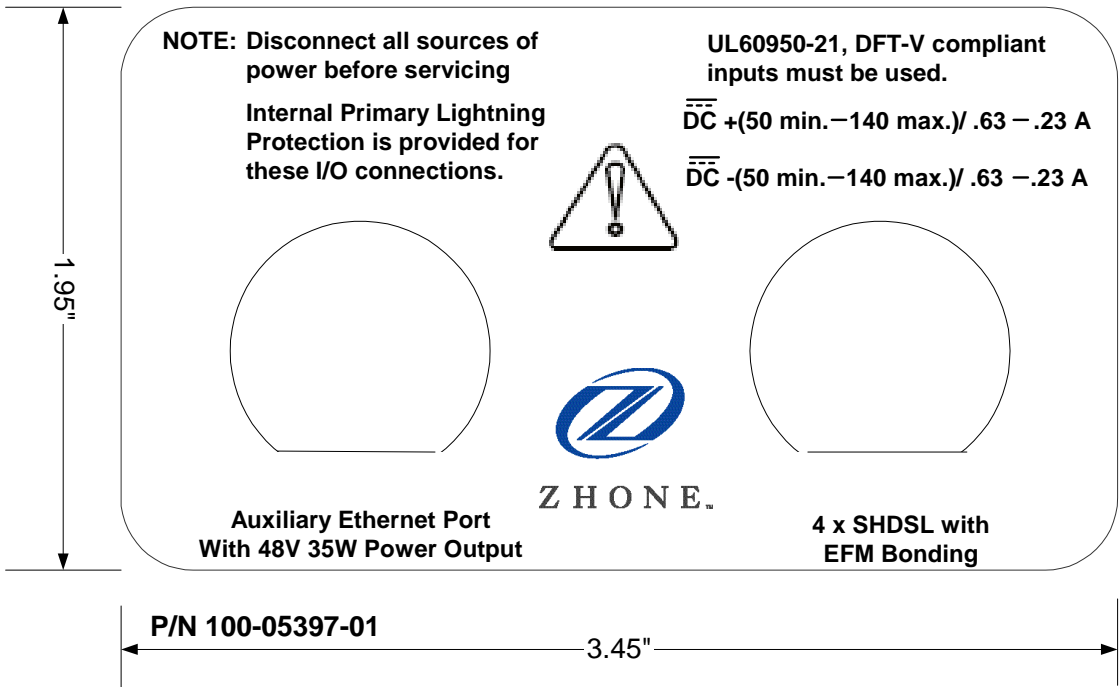 NOTE: Disconnect all sources of
power before servicing
Internal Primary Lightning
Protection is provided for
these I/O connections.
UL60950-21, DFT-V compliant
inputs must be used.
DC +(50 min.–140 max.)/ .63 – .23 A
DC -(50 min.–140 max.)/ .63 –.23 A
1.95"
ZHONE™
Auxiliary Ethernet Port
With 48V 35W Power Output
4 x SHDSL with
EFM Bonding
P/N 100-05397-01
3.45"